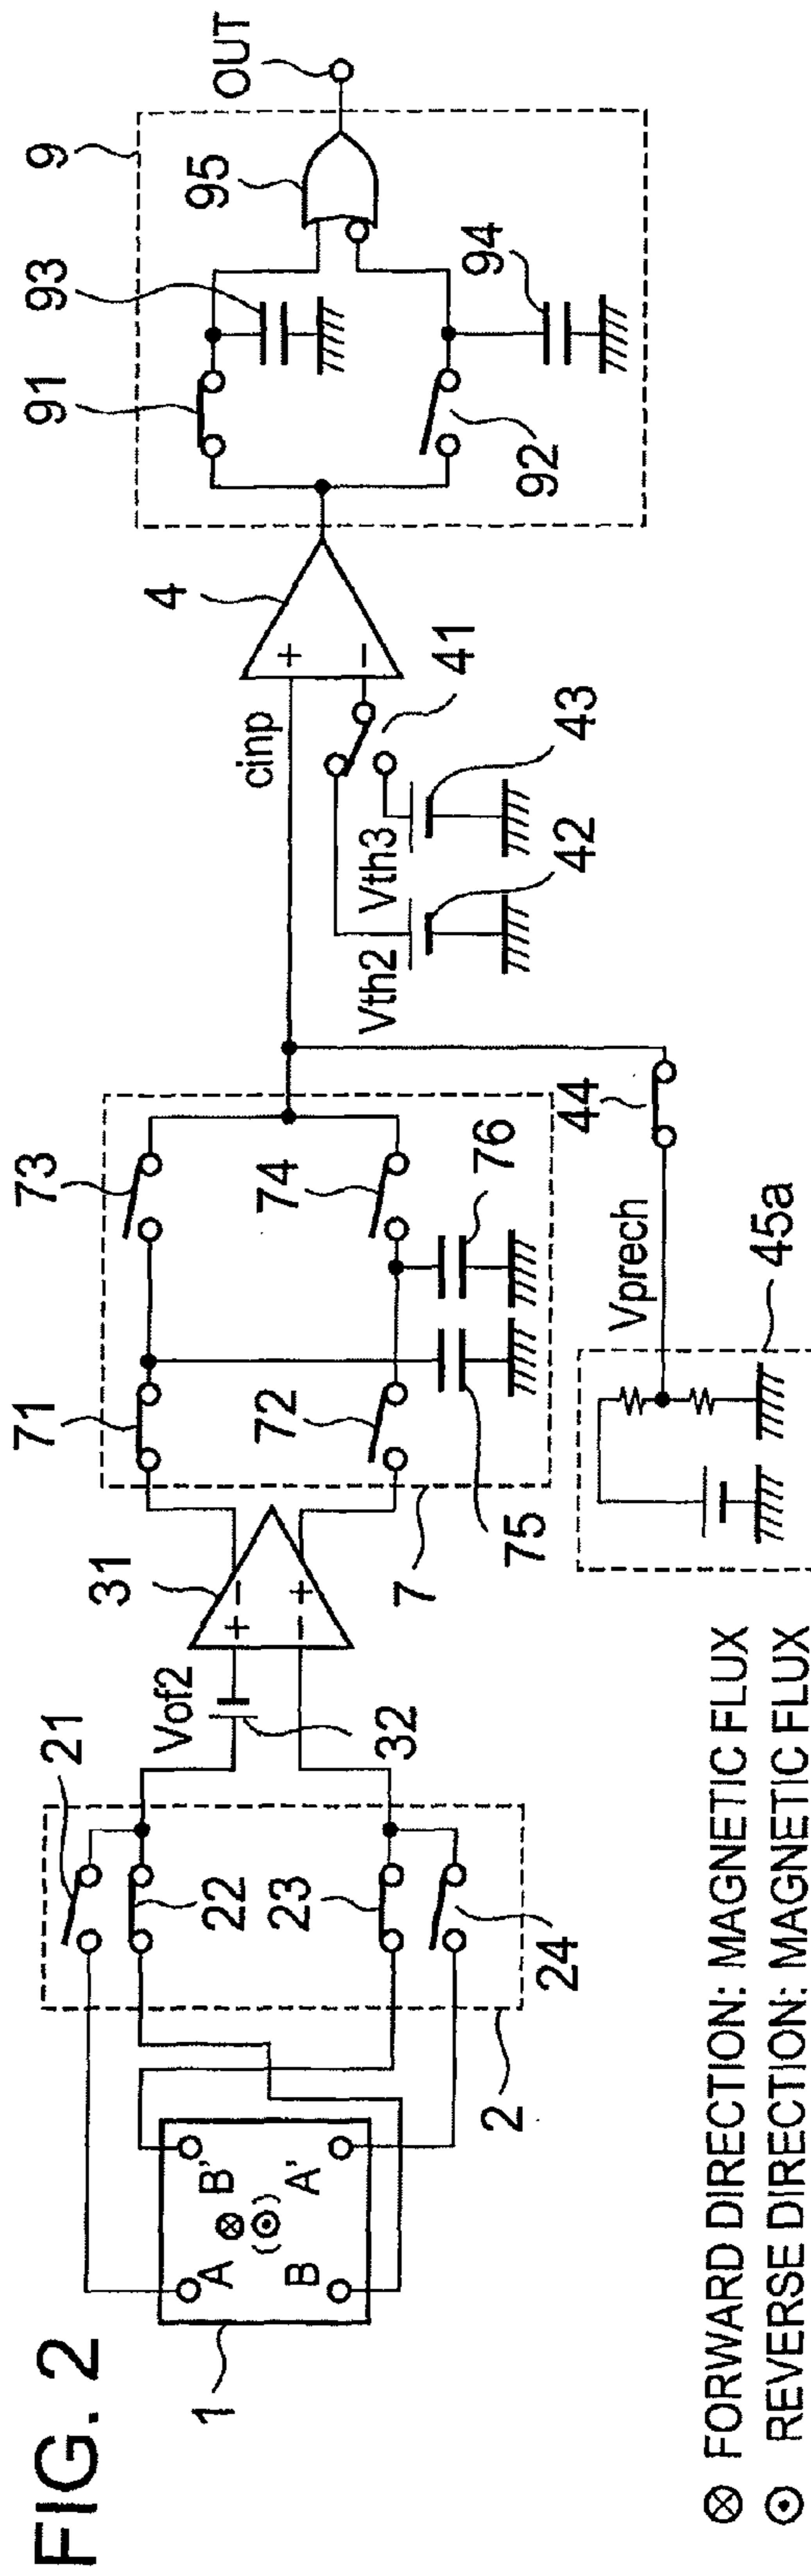 FIG. 2
1
A
B'
B
A'
2
21
22
23
24
Vof2
32
31
+
−
−
+
7
71
72
73
74
75
76
Vprech
44
45a
cinp
Vth2
Vth3
42
43
41
4
+
−
9
91
92
93
94
95
OUT
FORWARD DIRECTION: MAGNETIC FLUX
REVERSE DIRECTION: MAGNETIC FLUX